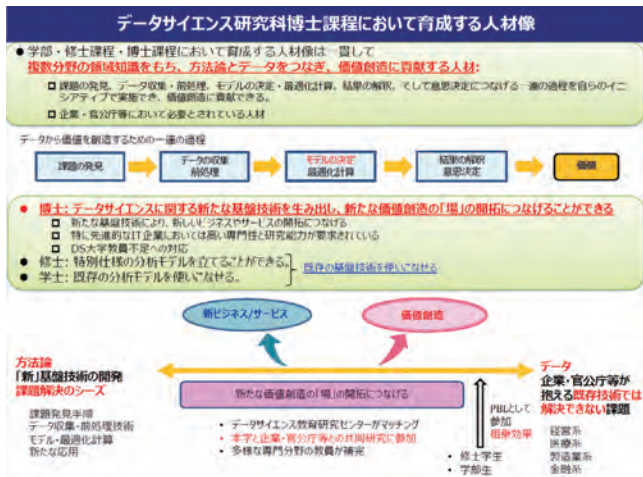 データサイエンス研究科博士課程において育成する人材像
● 学部・修士課程・博士課程において育成する人材像は一貫して
複数分野の領域知識をもち、方法論とデータをつなぎ、価値創造に貢献する人材:
□ 課題の発見、データ収集・前処理、モデルの決定・最適化計算、結果の解釈、そして意思決定につなげる一連の過程を自らのイニ
シアティブで実施でき、価値創造に貢献できる。
□ 企業・官公庁等において必要とされている人材
データから価値を創造するための一連の過程
課題の発見
データの収集
前処理
モデルの決定
最適化計算
結果の解釈
意思決定
価値
● 博士: データサイエンスに関する新たな基盤技術を生み出し、新たな価値創造の「場」の開拓につなげることができる
□ 新たな基盤技術により、新しいビジネスやサービスの開拓につなげる
□ 特に先進的なIT企業においては高い専門性と研究能力が要求されている
□ DS大学教員不足への対応
● 修士: 特別仕様の分析モデルを立てることができる。
● 学士: 既存の分析モデルを使いこなせる。
既存の基盤技術を使いこなせる
新ビジネス/サービス
価値創造
方法論
「新」基盤技術の開発
課題解決のシーズ
課題発見手順
データ収集・前処理技術
モデル・最適化計算
新たな応用
新たな価値創造の「場」の開拓につなげる
• データサイエンス教育研究センターがマッチング
• 本学と企業・官公庁等との共同研究に参加
• 多様な専門分野の教員が補完
PBLとして
参加
相乗効果
• 修士学生
• 学部生
データ
企業・官公庁等が
抱える既存技術では
解決できない課題
経営系
医療系
製造業系
金融系